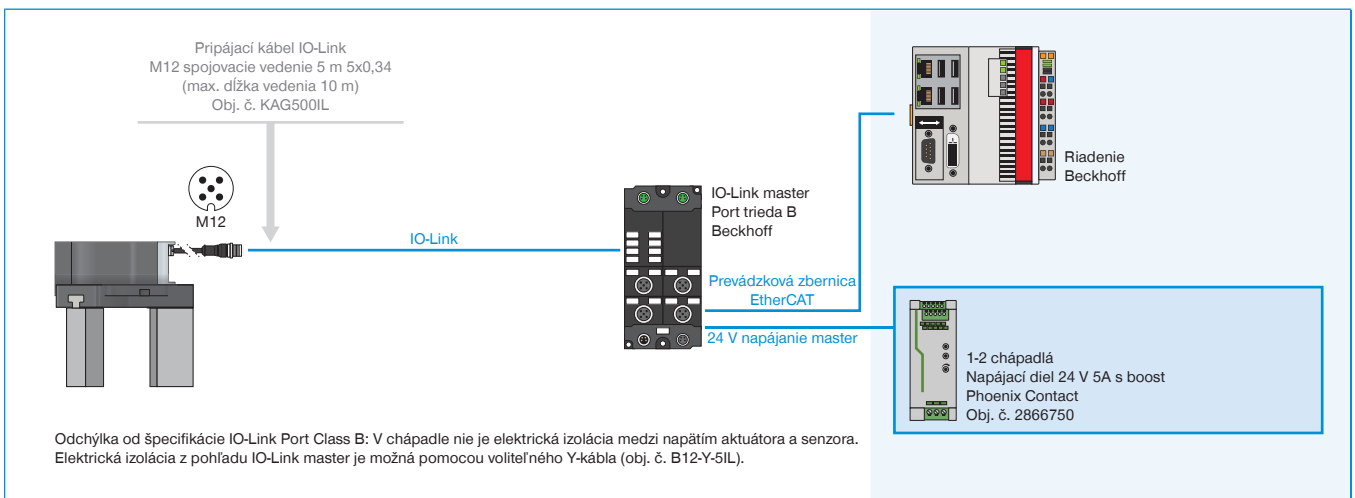 Pripájací kábel IO-Link
M12 spojovacie vedenie 5 m 5x0,34
(max. dĺžka vedenia 10 m)
Obj. č. KAG500IL
M12
IO-Link
IO-Link master
Port trieda B
Beckhoff
Prevádzková zbernica
EtherCAT
24 V napájanie master
Riadenie
Beckhoff
1-2 chápadlá
Napájací diel 24 V 5A s boost
Phoenix Contact
Obj. č. 2866750
Odchýlka od špecifikácie IO-Link Port Class B: V chápadle nie je elektrická izolácia medzi napätím aktuátora a senzora.
Elektrická izolácia z pohľadu IO-Link master je možná pomocou voliteľného Y-kábla (obj. č. B12-Y-5IL).